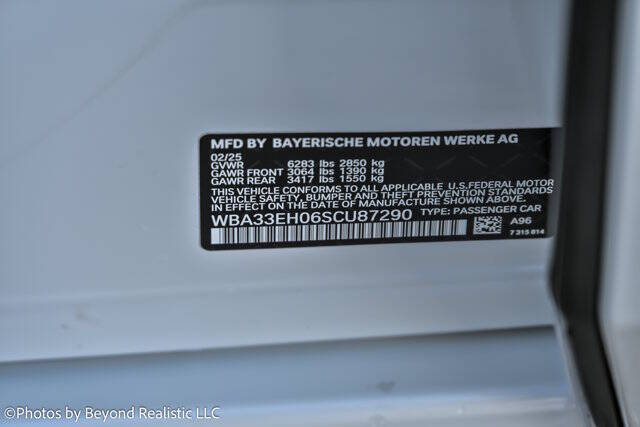 MFD BY BAYERISCHE MOTOREN WERKE AG
02/25
GVWR 6283 lbs 2850 kg
GAWR FRONT 3064 lbs 1390 kg
GAWR REAR 3417 lbs 1550 kg
THIS VEHICLE CONFORMS TO ALL APPLICABLE U.S.FEDERAL MOTOR
VEHICLE SAFETY, BUMPER AND THEFT PREVENTION STANDARDS
IN EFFECT ON THE DATE OF MANUFACTURE SHOWN ABOVE.
WBA33EH06SCU87290 TYPE: PASSENGER CAR
A96
7 315 814
©Photos by Beyond Realistic LLC